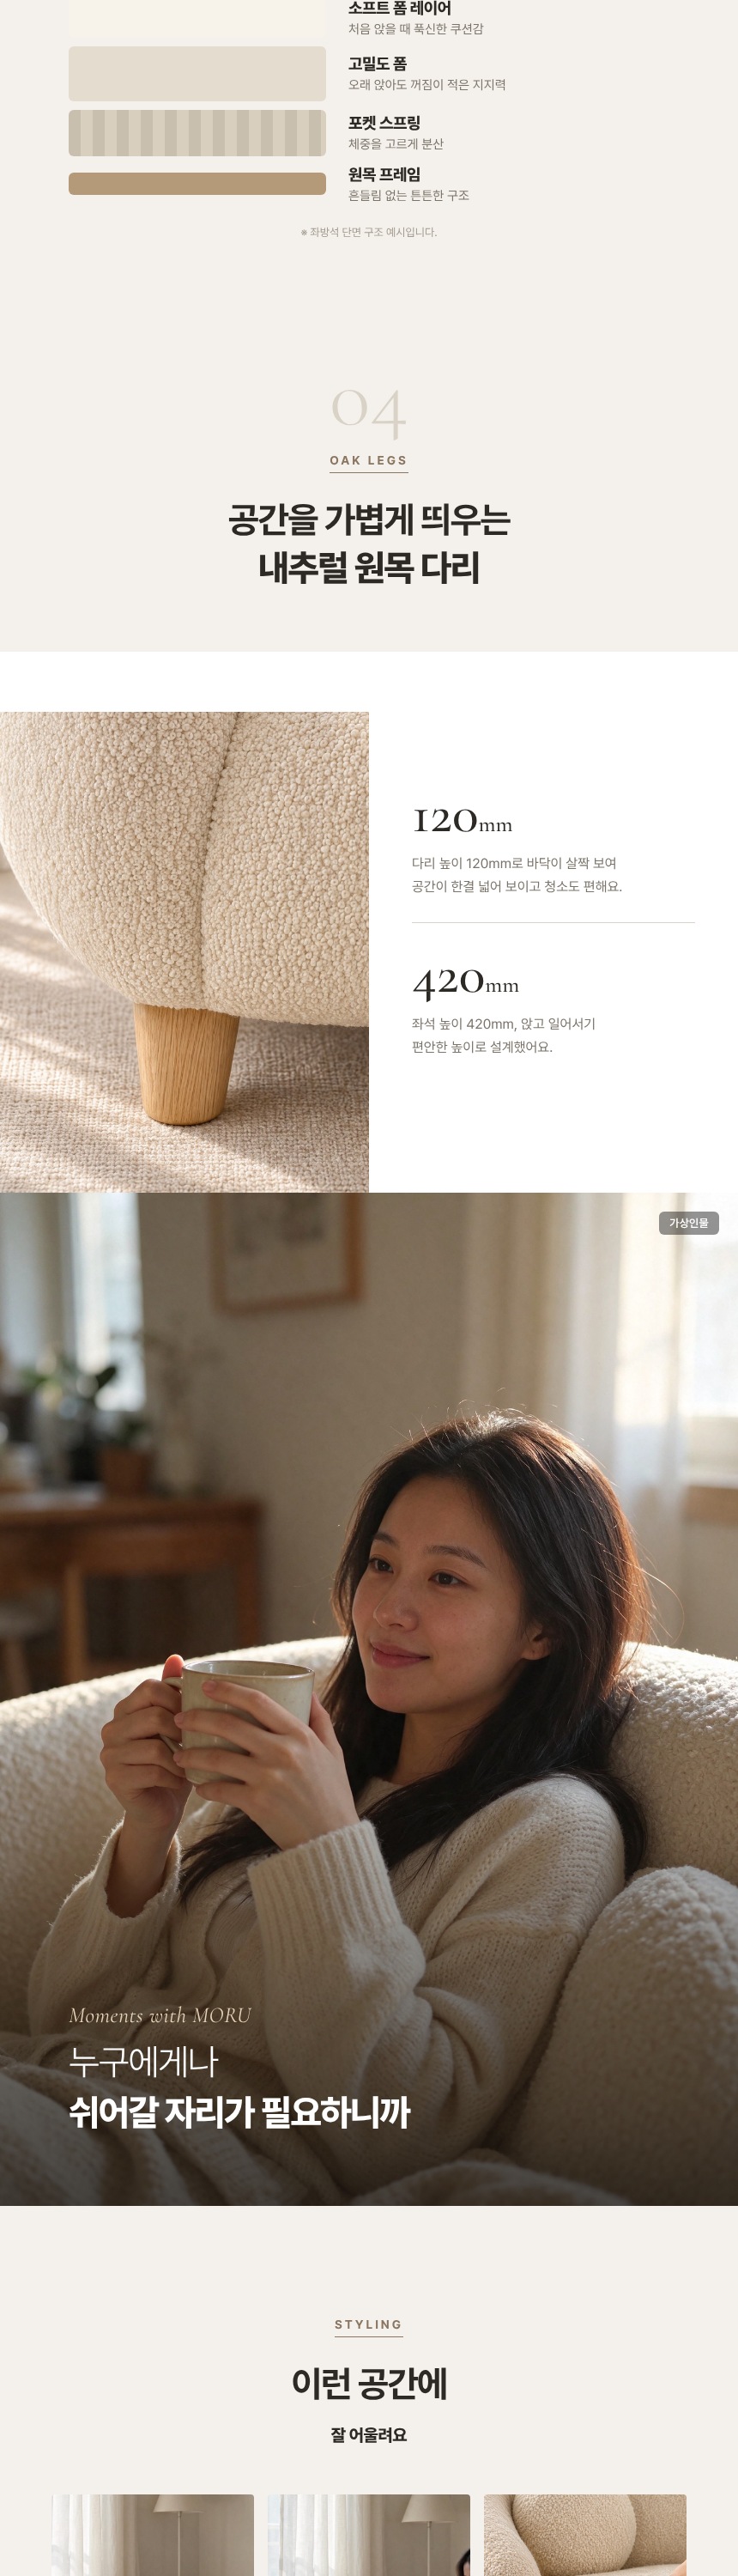 소프트 폼 레이어
처음 앉을 때 푹신한 쿠션감
고밀도 폼
오래 앉아도 꺼짐이 적은 지지력
포켓 스프링
체중을 고르게 분산
원목 프레임
흔들림 없는 튼튼한 구조
※ 좌방석 단면 구조 예시입니다.
04
OAK LEGS
공간을 가볍게 띄우는
내추럴 원목 다리
120mm
다리 높이 120mm로 바닥이 살짝 보여
공간이 한결 넓어 보이고 청소도 편해요.
420mm
좌석 높이 420mm, 앉고 일어서기
편안한 높이로 설계했어요.
가상인물
Moments with MORU
누구에게나
쉬어갈 자리가 필요하니까
STYLING
이런 공간에
잘 어울려요